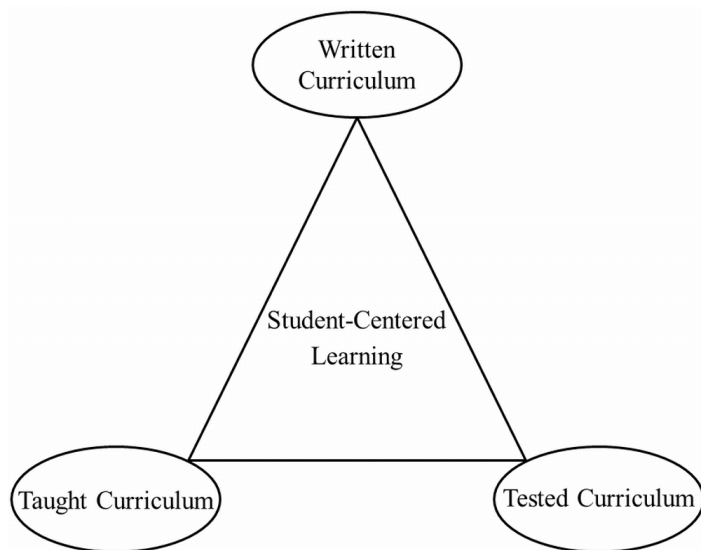 Written
Curriculum
Student-Centered
Learning
Taught Curriculum
Tested Curriculum